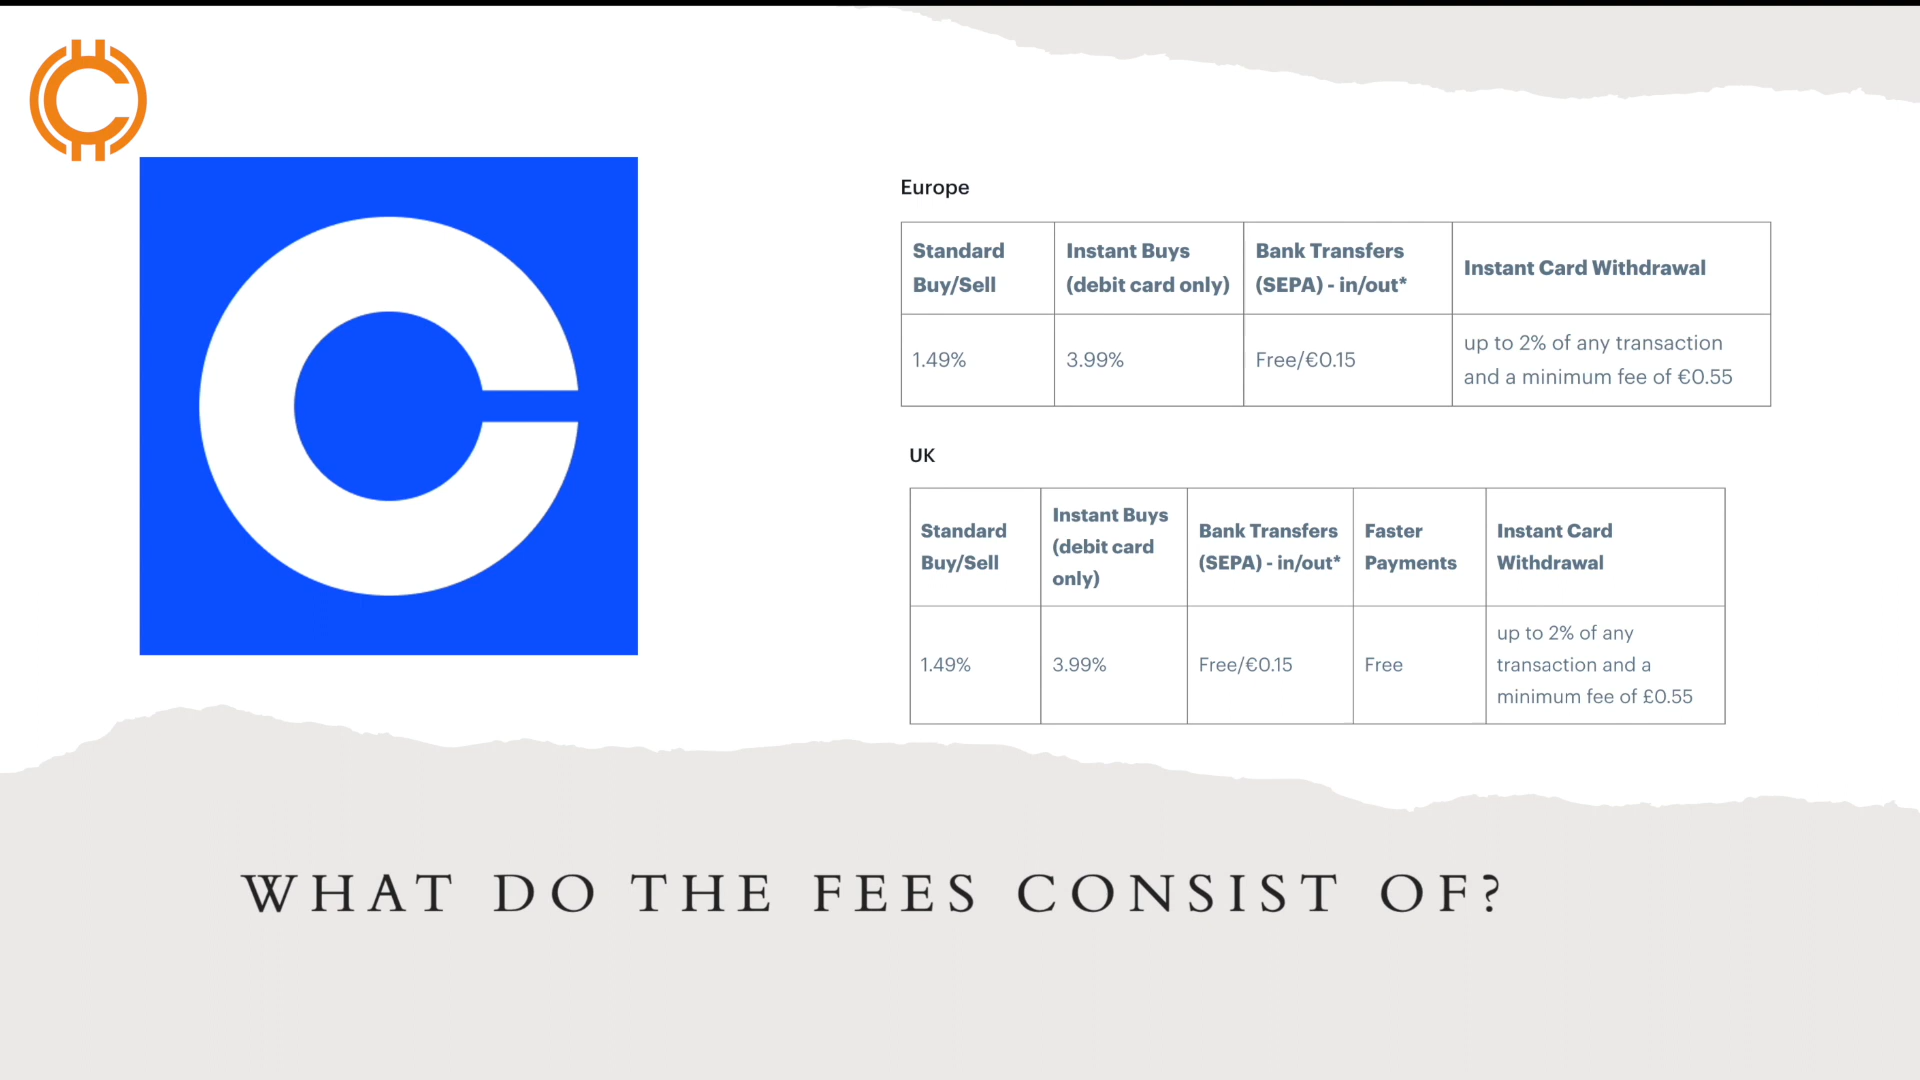 Europe
Standard Buy/Sell
Instant Buys (debit card only)
Bank Transfers (SEPA) - in/out*
Instant Card Withdrawal
1.49%
3.99%
Free/€0.15
up to 2% of any transaction
and a minimum fee of €0.55
UK
Standard Buy/Sell
Instant Buys (debit card only)
Bank Transfers (SEPA) - in/out*
Faster Payments
Instant Card Withdrawal
1.49%
3.99%
Free/€0.15
Free
up to 2% of any
transaction and a
minimum fee of £0.55
WHAT DO THE FEES CONSIST OF?